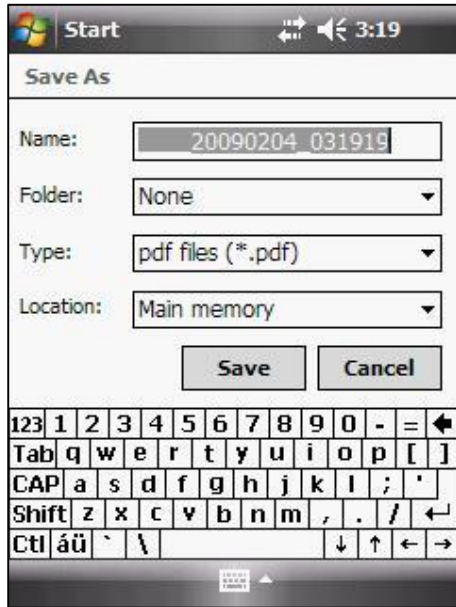 Start 3:19
Save As
Name: _20090204_031919
Folder: None
Type: pdf files (*.pdf)
Location: Main memory
Save Cancel
123 1 2 3 4 5 6 7 8 9 0 - =
Tab q w e r t y u i o p [ ]
CAP a s d f g h j k l ; '
Shift z x c v b n m , . /
Ctl áü ` \